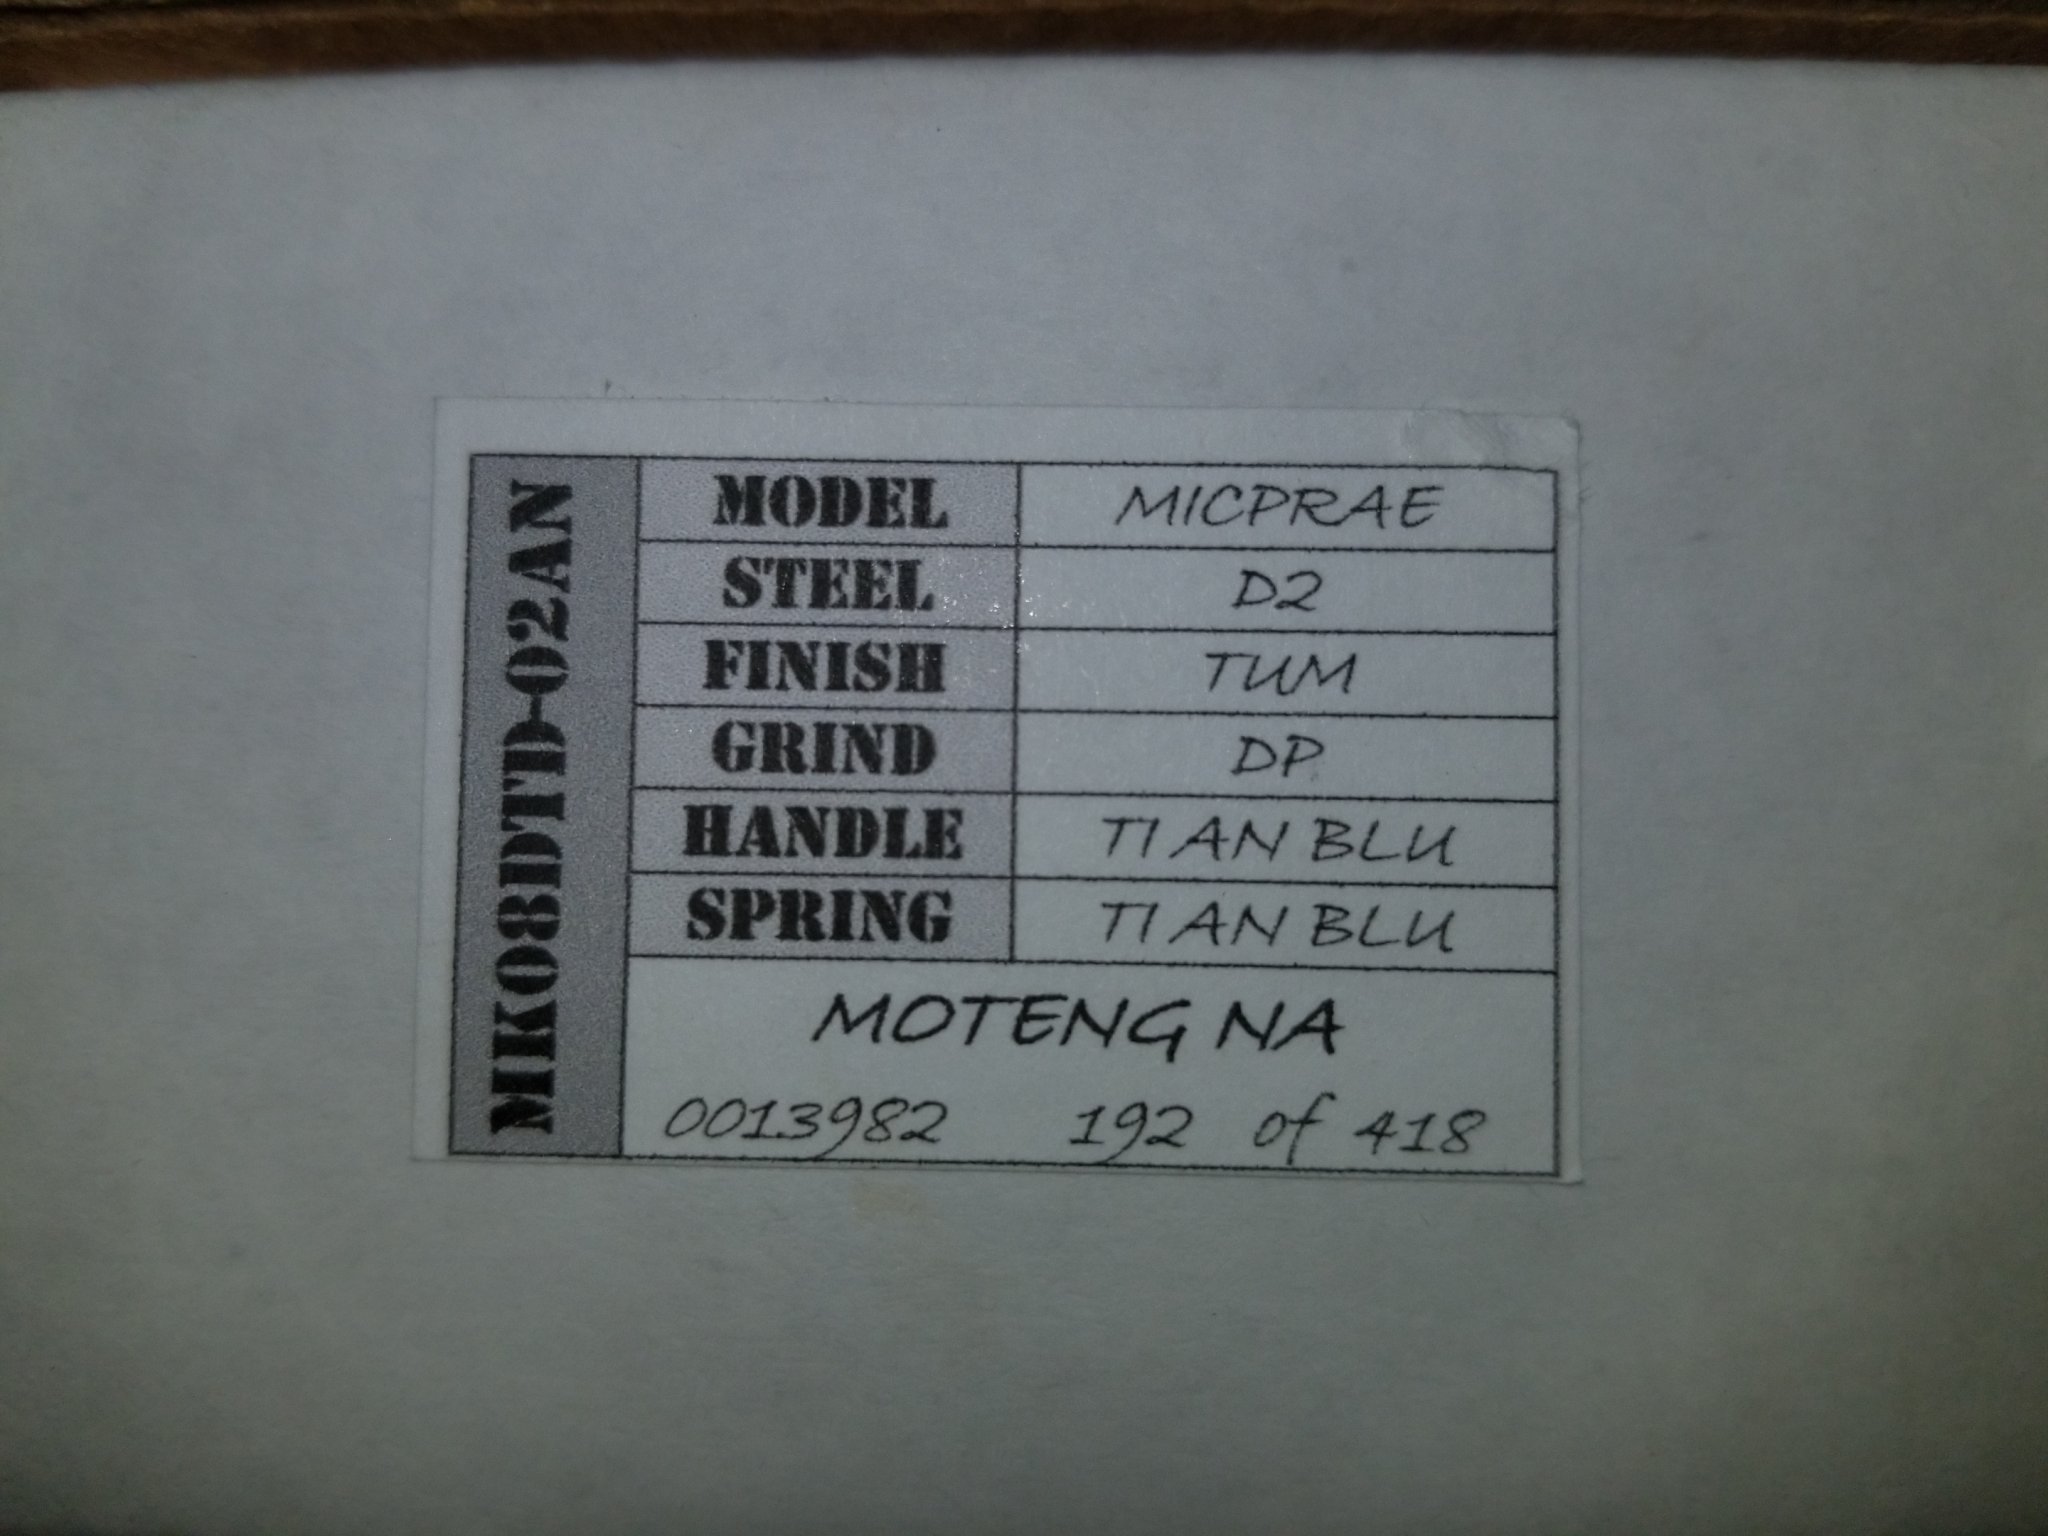 MK08DTD-02AN
MODEL MICPRAE
STEEL D2
FINISH TUM
GRIND DP
HANDLE TI AN BLU
SPRING TI AN BLU
MOTENG NA
0013982 192 of 418